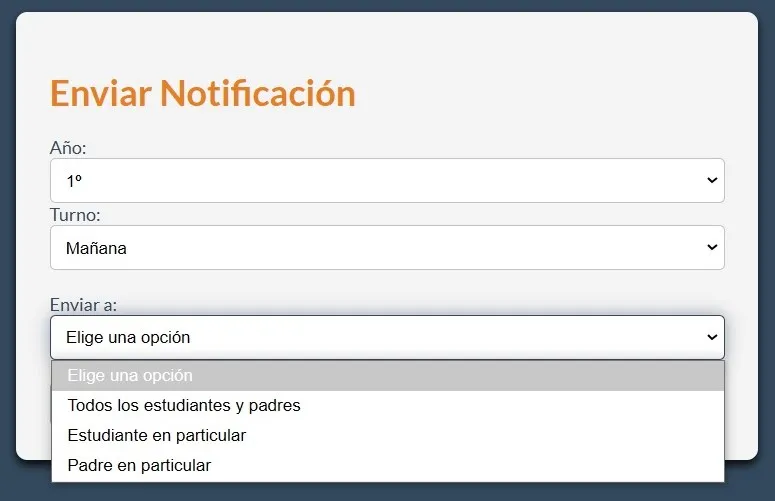 Enviar Notificación
Año:
1º
Turno:
Mañana
Enviar a:
Elige una opción
Elige una opción
Todos los estudiantes y padres
Estudiante en particular
Padre en particular